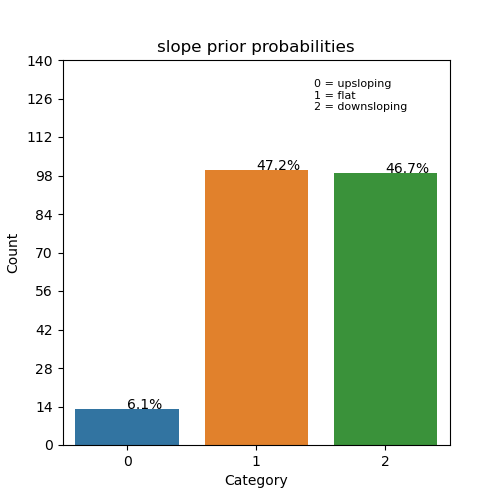 slope prior probabilities
140
126
112
98
84
70
56
42
28
14
0
Count
0 = upsloping
1 = flat
2 = downsloping
6.1%
47.2%
46.7%
0
1
2
Category